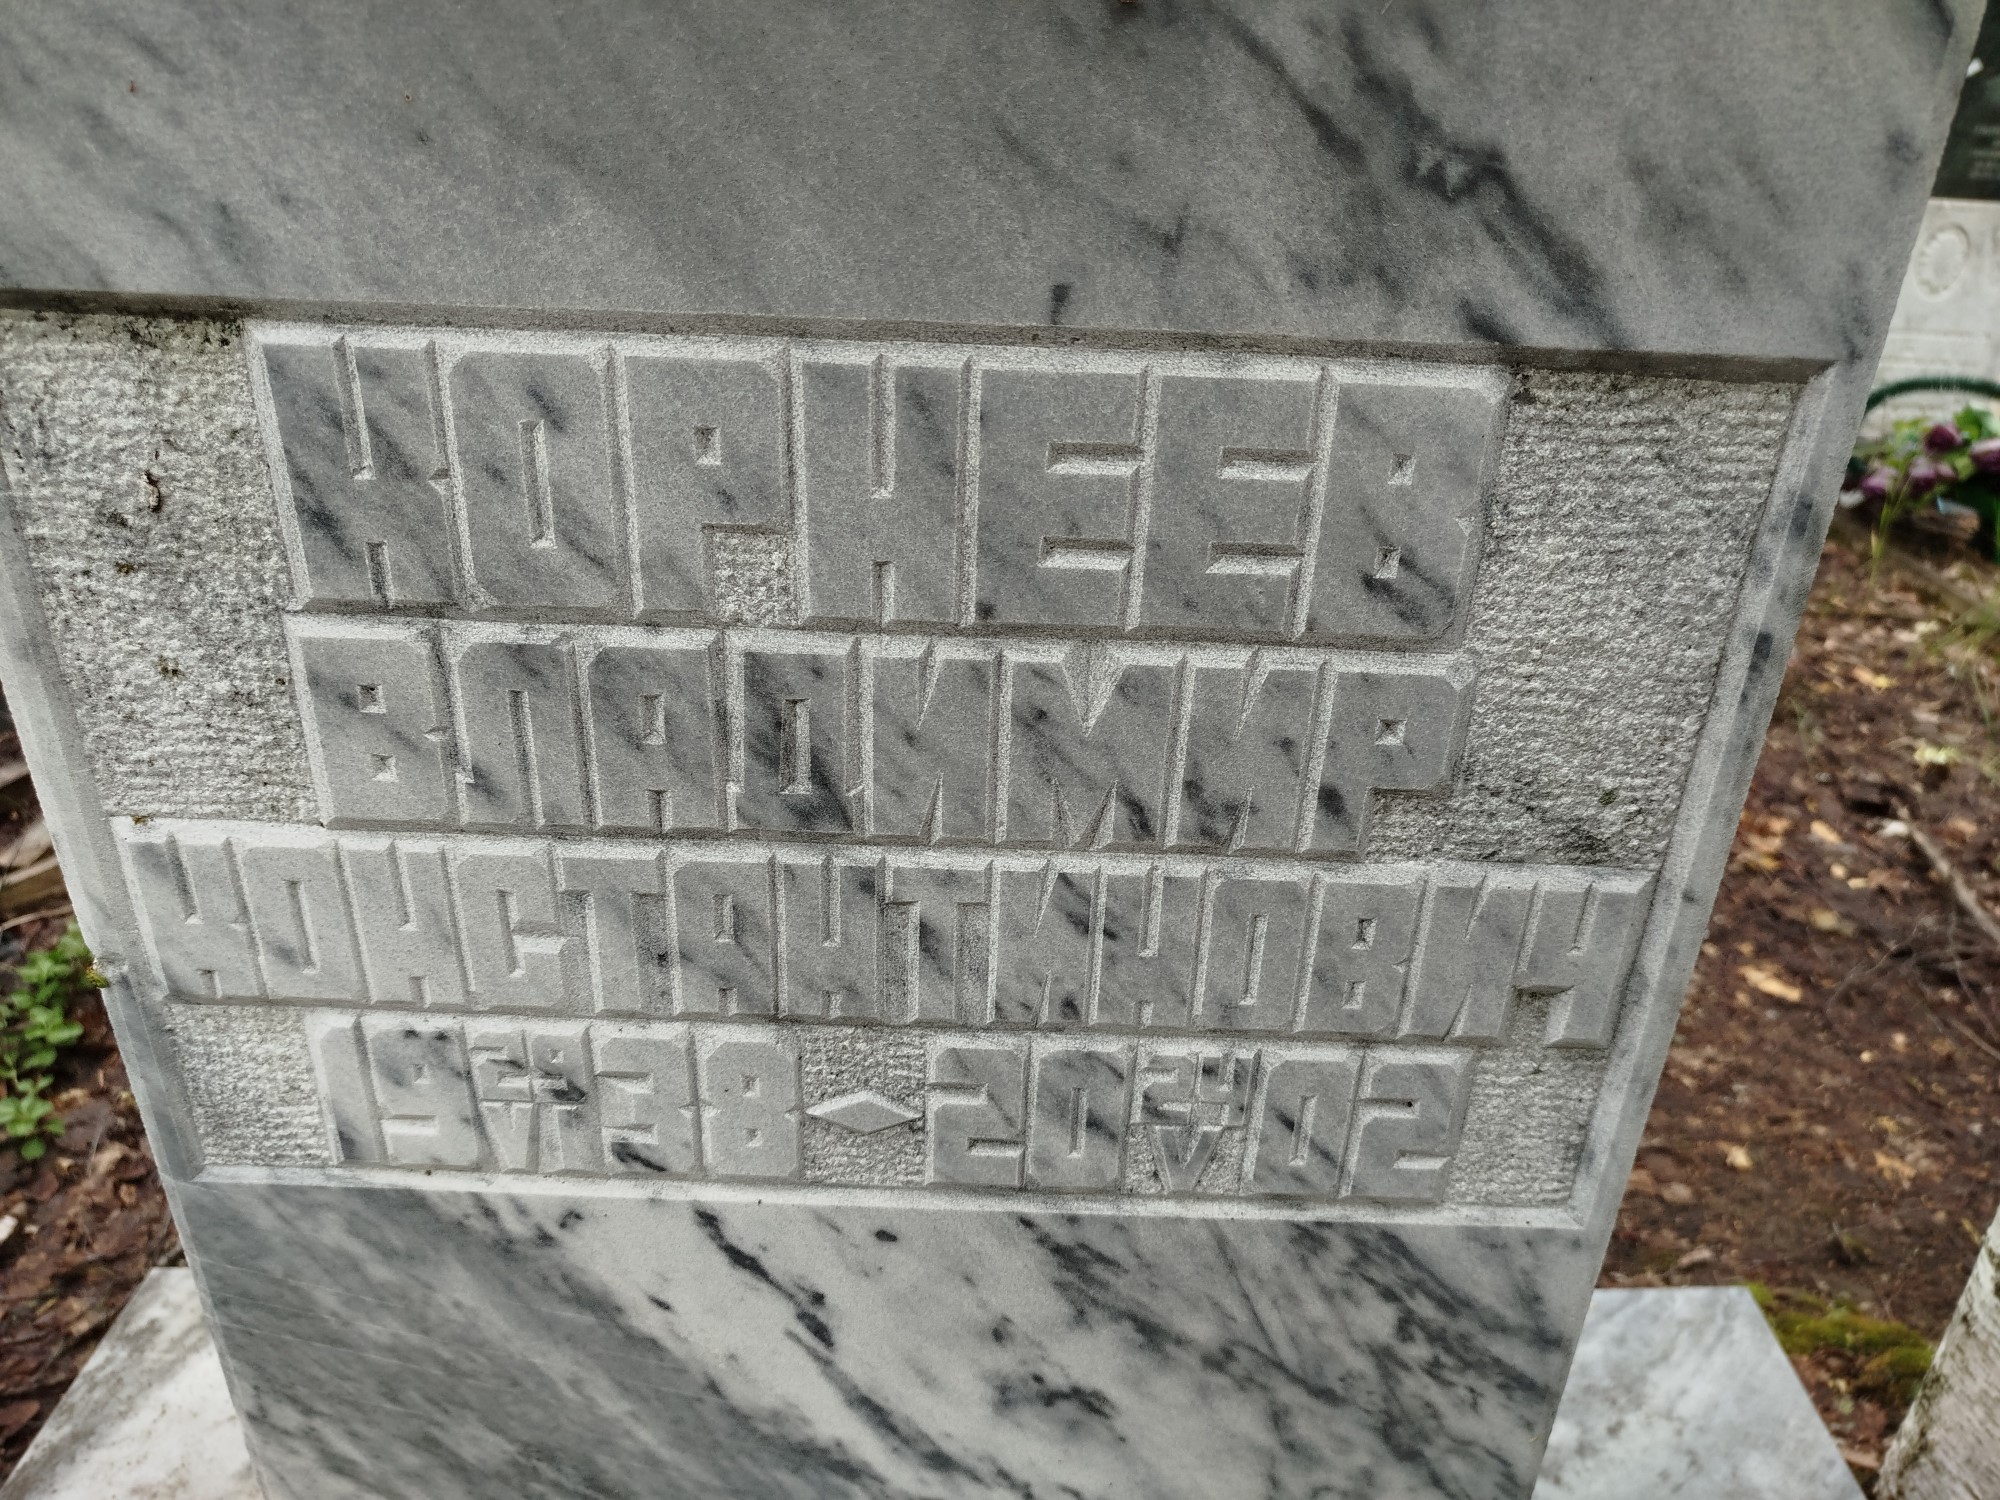 КОРНЕЕВ
ВЛАДИМИР
КОНСТАНТИНОВИЧ
19 29/VI 38 ♦ 20 24/V 02